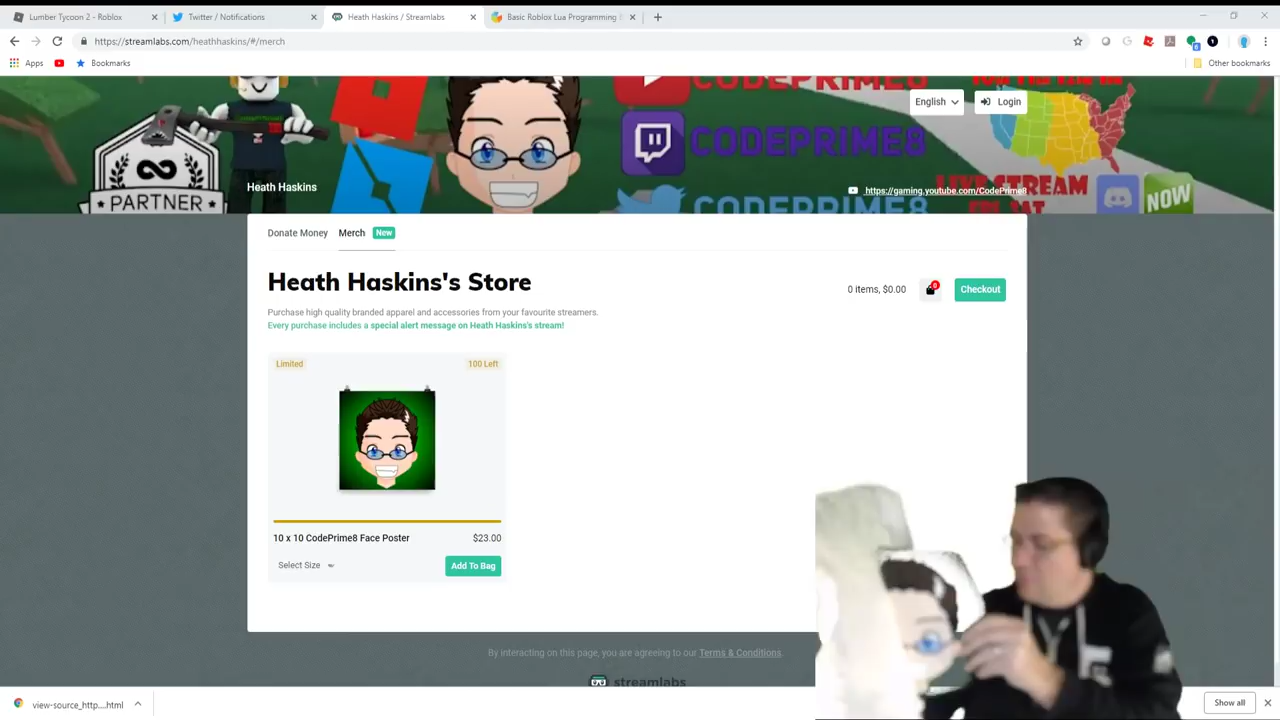 Lumber Tycoon 2 - Roblox
Twitter / Notifications
Heath Haskins / Streamlabs
Basic Roblox Lua Programming
https://streamlabs.com/heathhaskins/#/merch
Apps
Bookmarks
Other bookmarks
CODEPRIME8
English
Login
CODEPRIME8
PARTNER
Heath Haskins
https://gaming.youtube.com/CodePrime8
LIVE STREAM
NOW
CODEPRIME8
Donate Money
Merch
New
Heath Haskins's Store
0 items, $0.00
0
Checkout
Purchase high quality branded apparel and accessories from your favourite streamers.
Every purchase includes a special alert message on Heath Haskins's stream!
Limited
100 Left
10 x 10 CodePrime8 Face Poster
$23.00
Select Size
Add To Bag
By interacting on this page, you are agreeing to our Terms & Conditions.
streamlabs
view-source_http....html
Show all